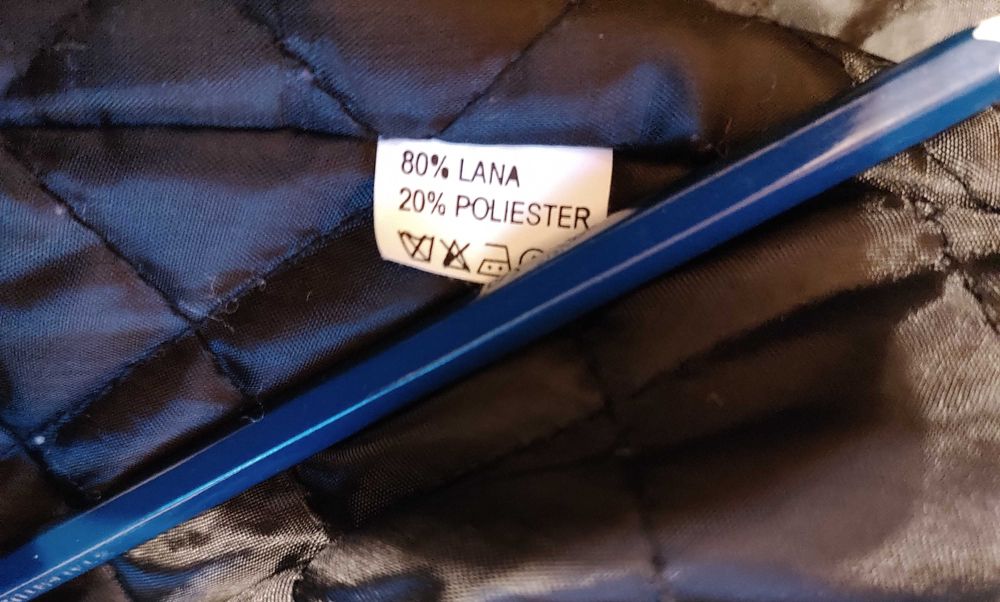 80% LANA
20% POLIESTER